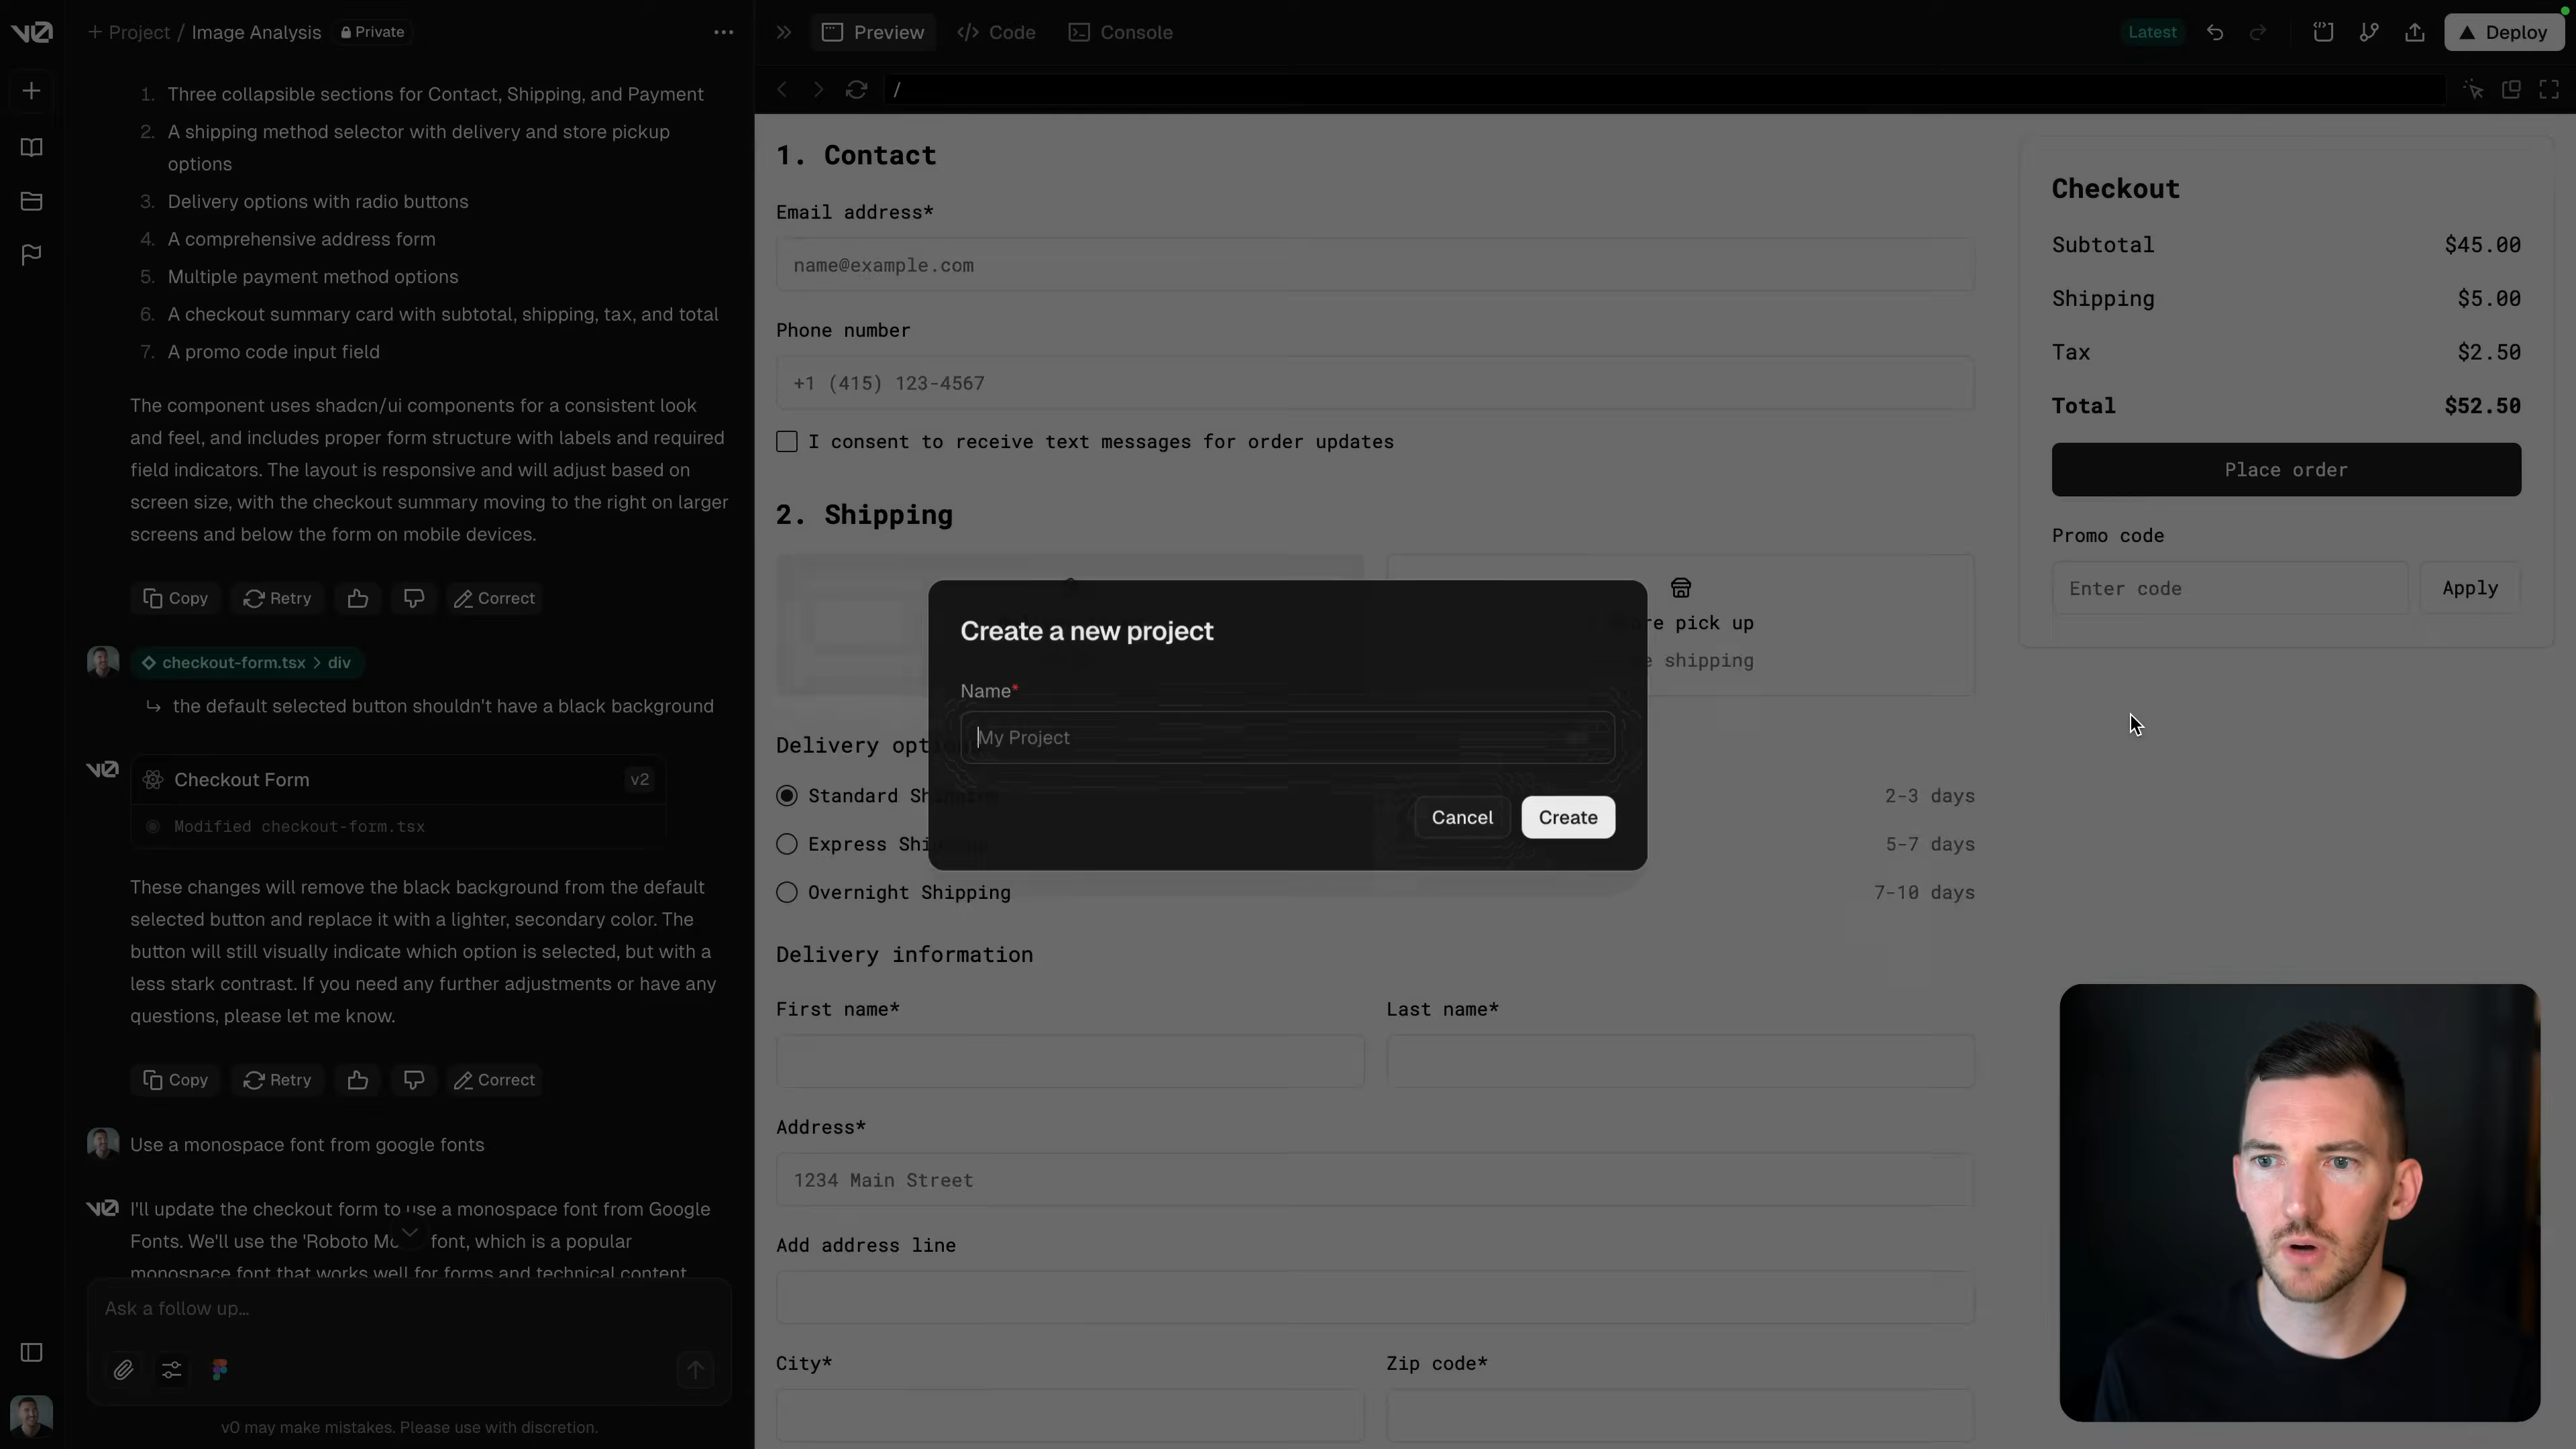 v0
Project / Image Analysis Private
Preview Code Console
Latest
Deploy
/
1. Three collapsible sections for Contact, Shipping, and Payment
2. A shipping method selector with delivery and store pickup
options
3. Delivery options with radio buttons
4. A comprehensive address form
5. Multiple payment method options
6. A checkout summary card with subtotal, shipping, tax, and total
7. A promo code input field
The component uses shadcn/ui components for a consistent look
and feel, and includes proper form structure with labels and required
field indicators. The layout is responsive and will adjust based on
screen size, with the checkout summary moving to the right on larger
screens and below the form on mobile devices.
Copy Retry Correct
checkout-form.tsx > div
the default selected button shouldn't have a black background
v0
Checkout Form v2
Modified checkout-form.tsx
These changes will remove the black background from the default
selected button and replace it with a lighter, secondary color. The
button will still visually indicate which option is selected, but with a
less stark contrast. If you need any further adjustments or have any
questions, please let me know.
Copy Retry Correct
Use a monospace font from google fonts
v0
I'll update the checkout form to use a monospace font from Google
Fonts. We'll use the 'Roboto font, which is a popular
monospace font that works well for forms and technical content
Ask a follow up...
v0 may make mistakes. Please use with discretion.
1. Contact
Email address*
name@example.com
Phone number
+1 (415) 123-4567
I consent to receive text messages for order updates
2. Shipping
pick up
shipping
Create a new project
Name*
My Project
Cancel Create
Delivery
Standard 2-3 days
Express 5-7 days
Overnight Shipping 7-10 days
Delivery information
First name* Last name*
Address*
1234 Main Street
Add address line
City* Zip code*
Checkout
Subtotal $45.00
Shipping $5.00
Tax $2.50
Total $52.50
Place order
Promo code
Enter code Apply